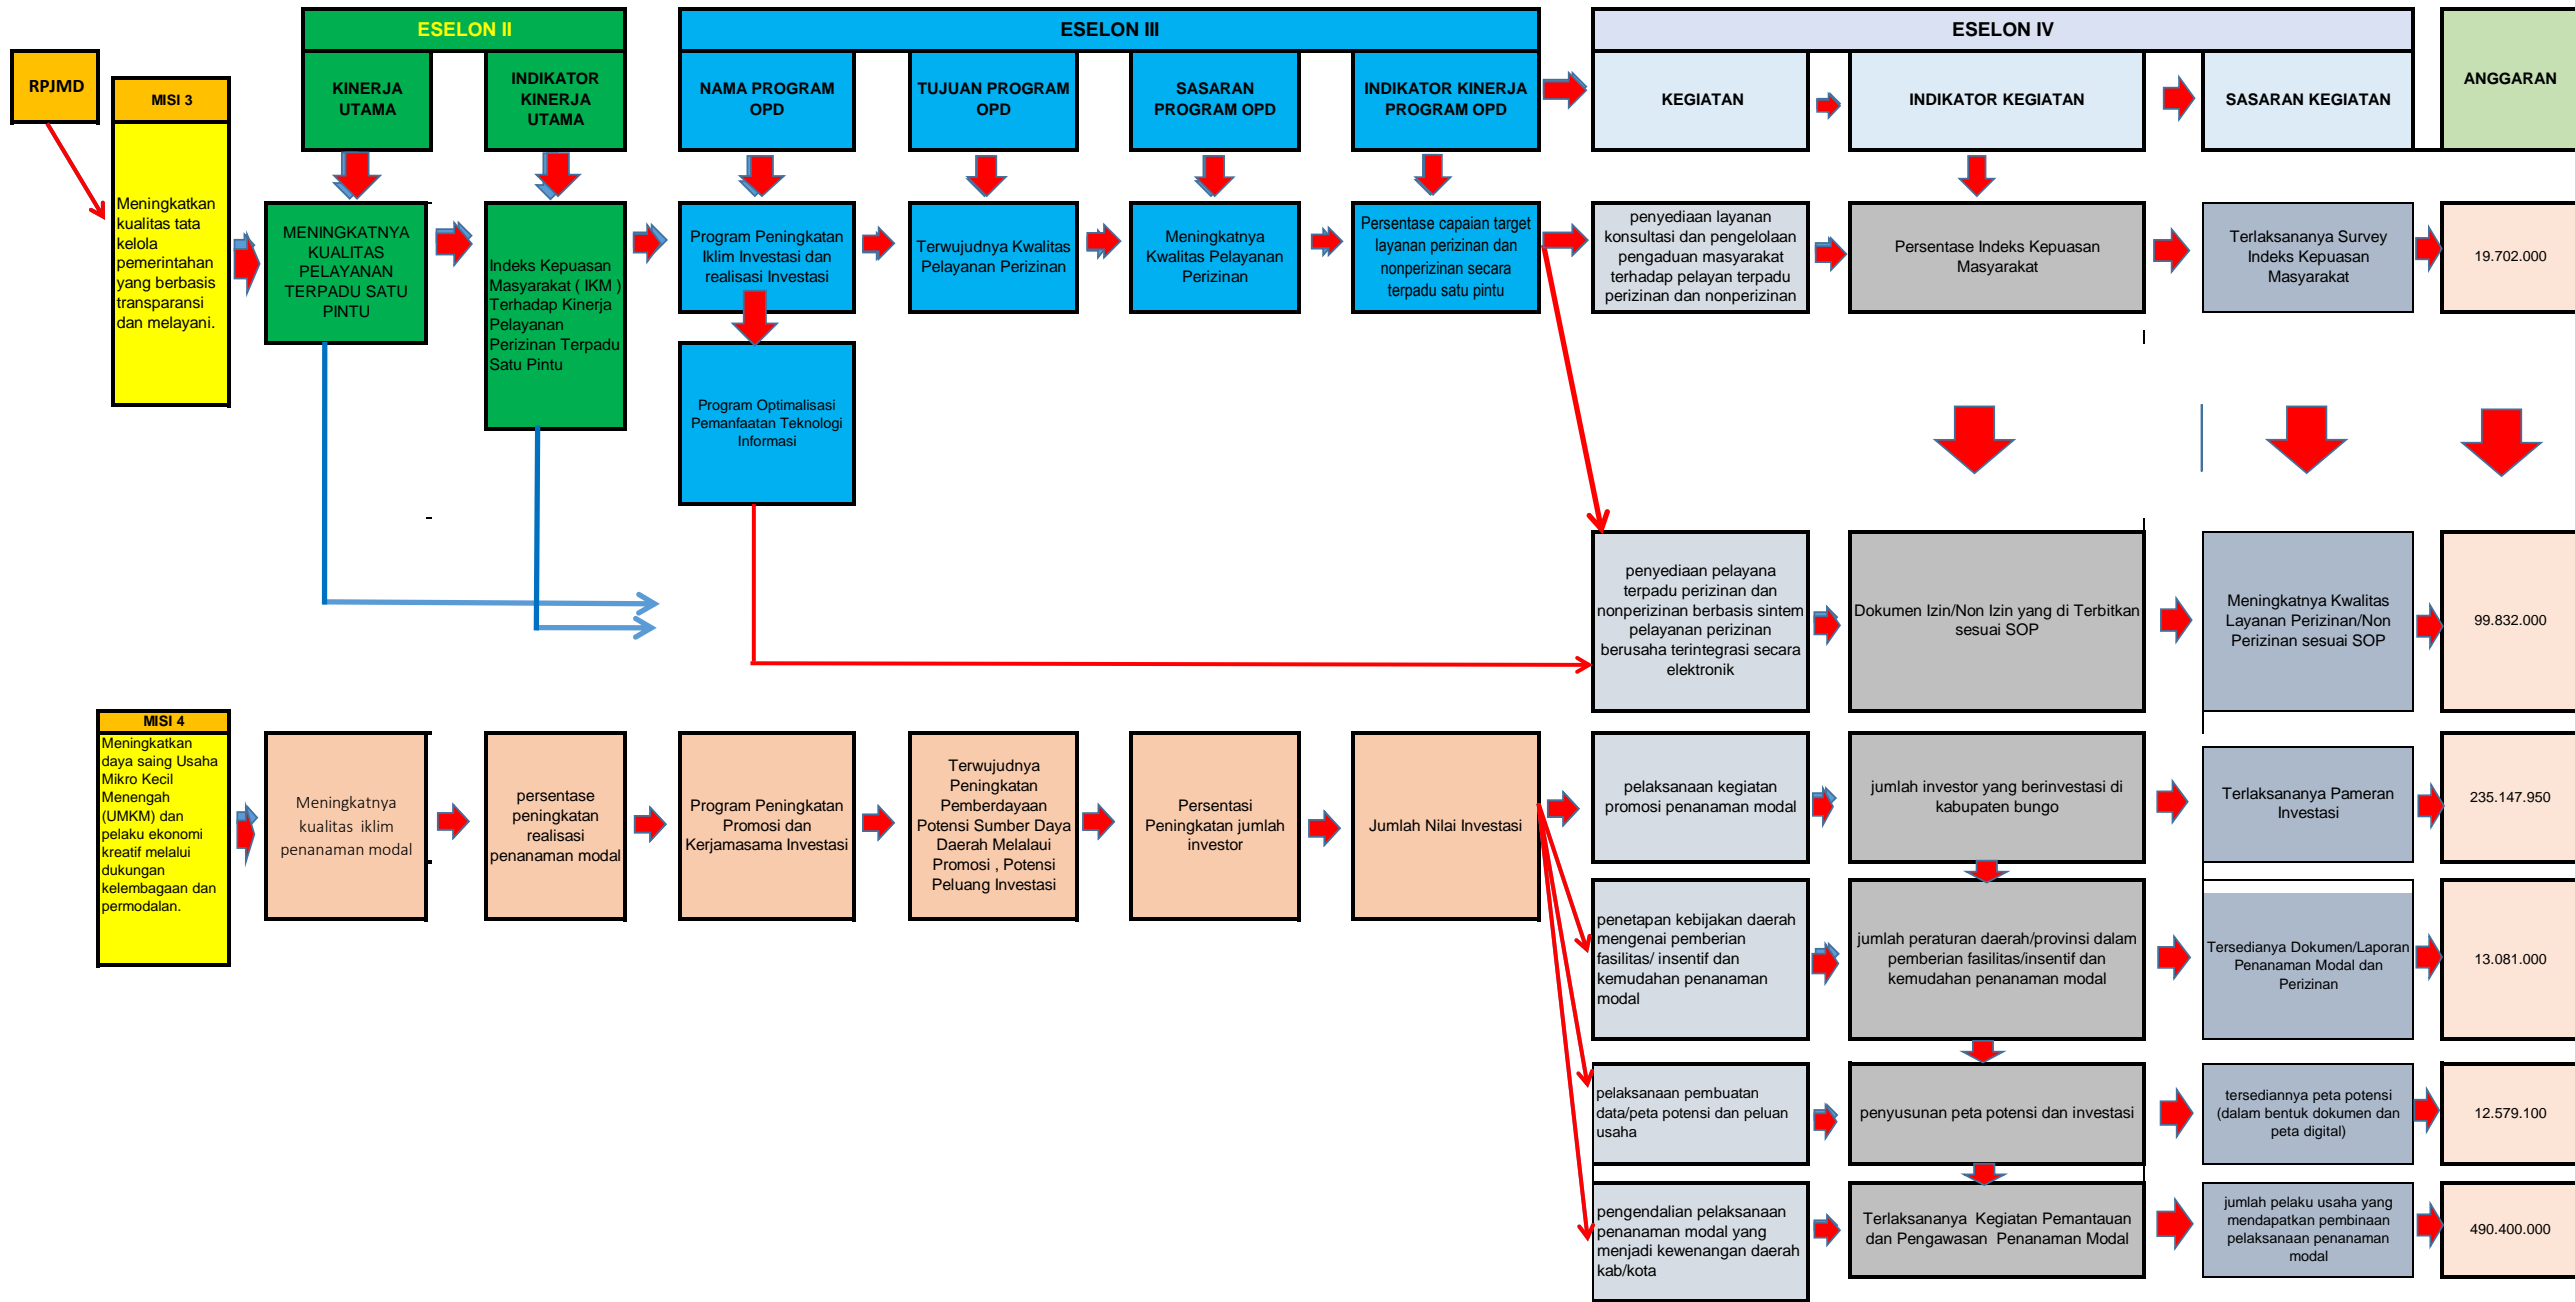 ESELON II
ESELON III
ESELON IV
ANGGARAN
RPJMD
MISI 3
KINERJA
UTAMA
INDIKATOR
KINERJA
UTAMA
NAMA PROGRAM
OPD
TUJUAN PROGRAM
OPD
SASARAN
PROGRAM OPD
INDIKATOR KINERJA
PROGRAM OPD
KEGIATAN
INDIKATOR KEGIATAN
SASARAN KEGIATAN
Meningkatkan
kualitas tata
kelola
pemerintahan
yang berbasis
transparansi
dan melayani.
MENINGKATNYA
KUALITAS
PELAYANAN
TERPADU SATU
PINTU
Indeks Kepuasan
Masyarakat ( IKM )
Terhadap Kinerja
Pelayanan
Perizinan Terpadu
Satu Pintu
Program Peningkatan
Iklim Investasi dan
realisasi Investasi
Terwujudnya Kwalitas
Pelayanan Perizinan
Meningkatnya
Kwalitas Pelayanan
Perizinan
Persentase capaian target
layanan perizinan dan
nonperizinan secara
terpadu satu pintu
penyediaan layanan
konsultasi dan pengelolaan
pengaduan masyarakat
terhadap pelayan terpadu
perizinan dan nonperizinan
Persentase Indeks Kepuasan
Masyarakat
Terlaksananya Survey
Indeks Kepuasan
Masyarakat
19.702.000
Program Optimalisasi
Pemanfaatan Teknologi
Informasi
penyediaan pelayana
terpadu perizinan dan
nonperizinan berbasis sintem
pelayanan perizinan
berusaha terintegrasi secara
elektronik
Dokumen Izin/Non Izin yang di Terbitkan
sesuai SOP
Meningkatnya Kwalitas
Layanan Perizinan/Non
Perizinan sesuai SOP
99.832.000
MISI 4
Meningkatkan
daya saing Usaha
Mikro Kecil
Menengah
(UMKM) dan
pelaku ekonomi
kreatif melalui
dukungan
kelembagaan dan
permodalan.
Meningkatnya
kualitas iklim
penanaman modal
persentase
peningkatan
realisasi
penanaman modal
Program Peningkatan
Promosi dan
Kerjamasama Investasi
Terwujudnya
Peningkatan
Pemberdayaan
Potensi Sumber Daya
Daerah Melalaui
Promosi , Potensi
Peluang Investasi
Persentasi
Peningkatan jumlah
investor
Jumlah Nilai Investasi
pelaksanaan kegiatan
promosi penanaman modal
jumlah investor yang berinvestasi di
kabupaten bungo
Terlaksananya Pameran
Investasi
235.147.950
penetapan kebijakan daerah
mengenai pemberian
fasilitas/ insentif dan
kemudahan penanaman
modal
jumlah peraturan daerah/provinsi dalam
pemberian fasilitas/insentif dan
kemudahan penanaman modal
Tersedianya Dokumen/Laporan
Penanaman Modal dan
Perizinan
13.081.000
pelaksanaan pembuatan
data/peta potensi dan peluan
usaha
penyusunan peta potensi dan investasi
tersediannya peta potensi
(dalam bentuk dokumen dan
peta digital)
12.579.100
pengendalian pelaksanaan
penanaman modal yang
menjadi kewenangan daerah
kab/kota
Terlaksananya Kegiatan Pemantauan
dan Pengawasan Penanaman Modal
jumlah pelaku usaha yang
mendapatkan pembinaan
pelaksanaan penanaman
modal
490.400.000